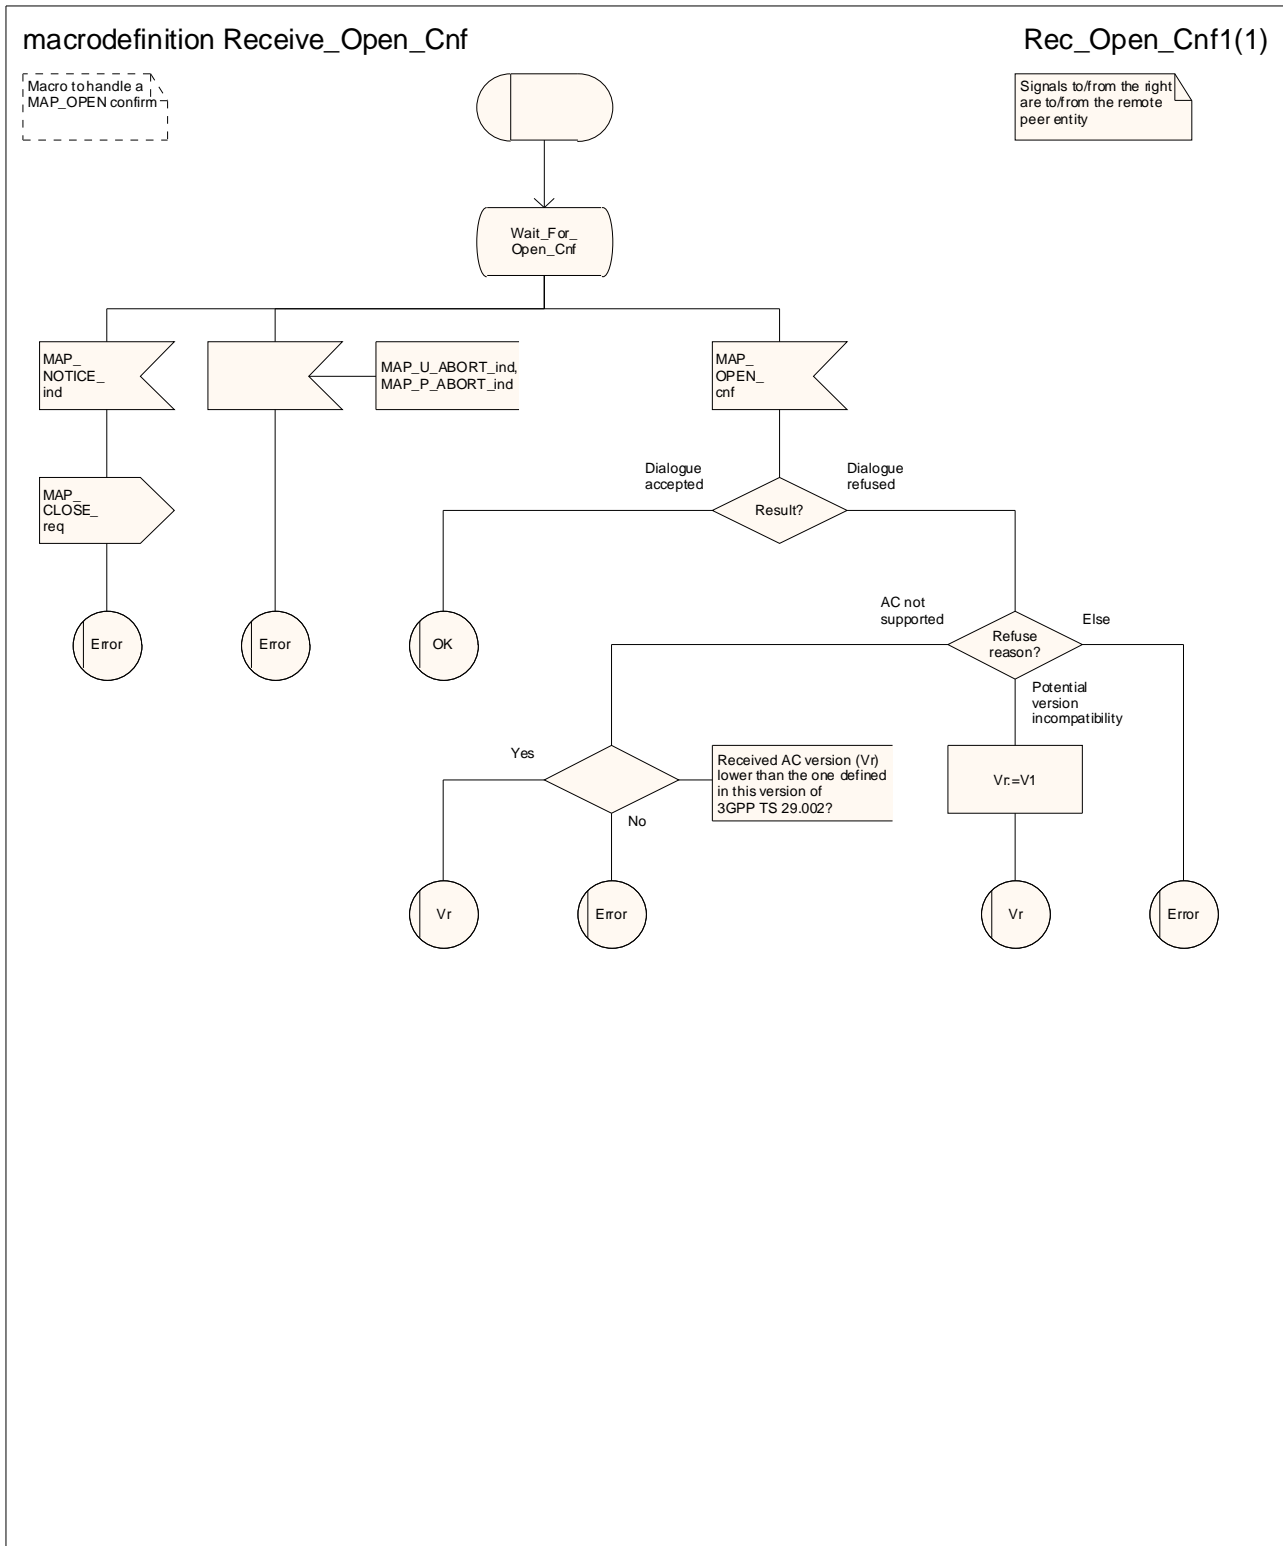 macrodefinition Receive_Open_Cnf
Rec_Open_Cnf1(1)
Macro to handle a
MAP_OPEN confirm
Signals to/from the right
are to/from the remote
peer entity
Wait_For_
Open_Cnf
MAP_
NOTICE_
ind
MAP_U_ABORT_ind,
MAP_P_ABORT_ind
MAP_
OPEN_
cnf
MAP_
CLOSE_
req
Dialogue
accepted
Dialogue
refused
Result?
Error
Error
OK
AC not
supported
Else
Refuse
reason?
Potential
version
incompatibility
Yes
No
Received AC version (Vr)
lower than the one defined
in this version of
3GPP TS 29.002?
Vr:=V1
Vr
Error
Vr
Error